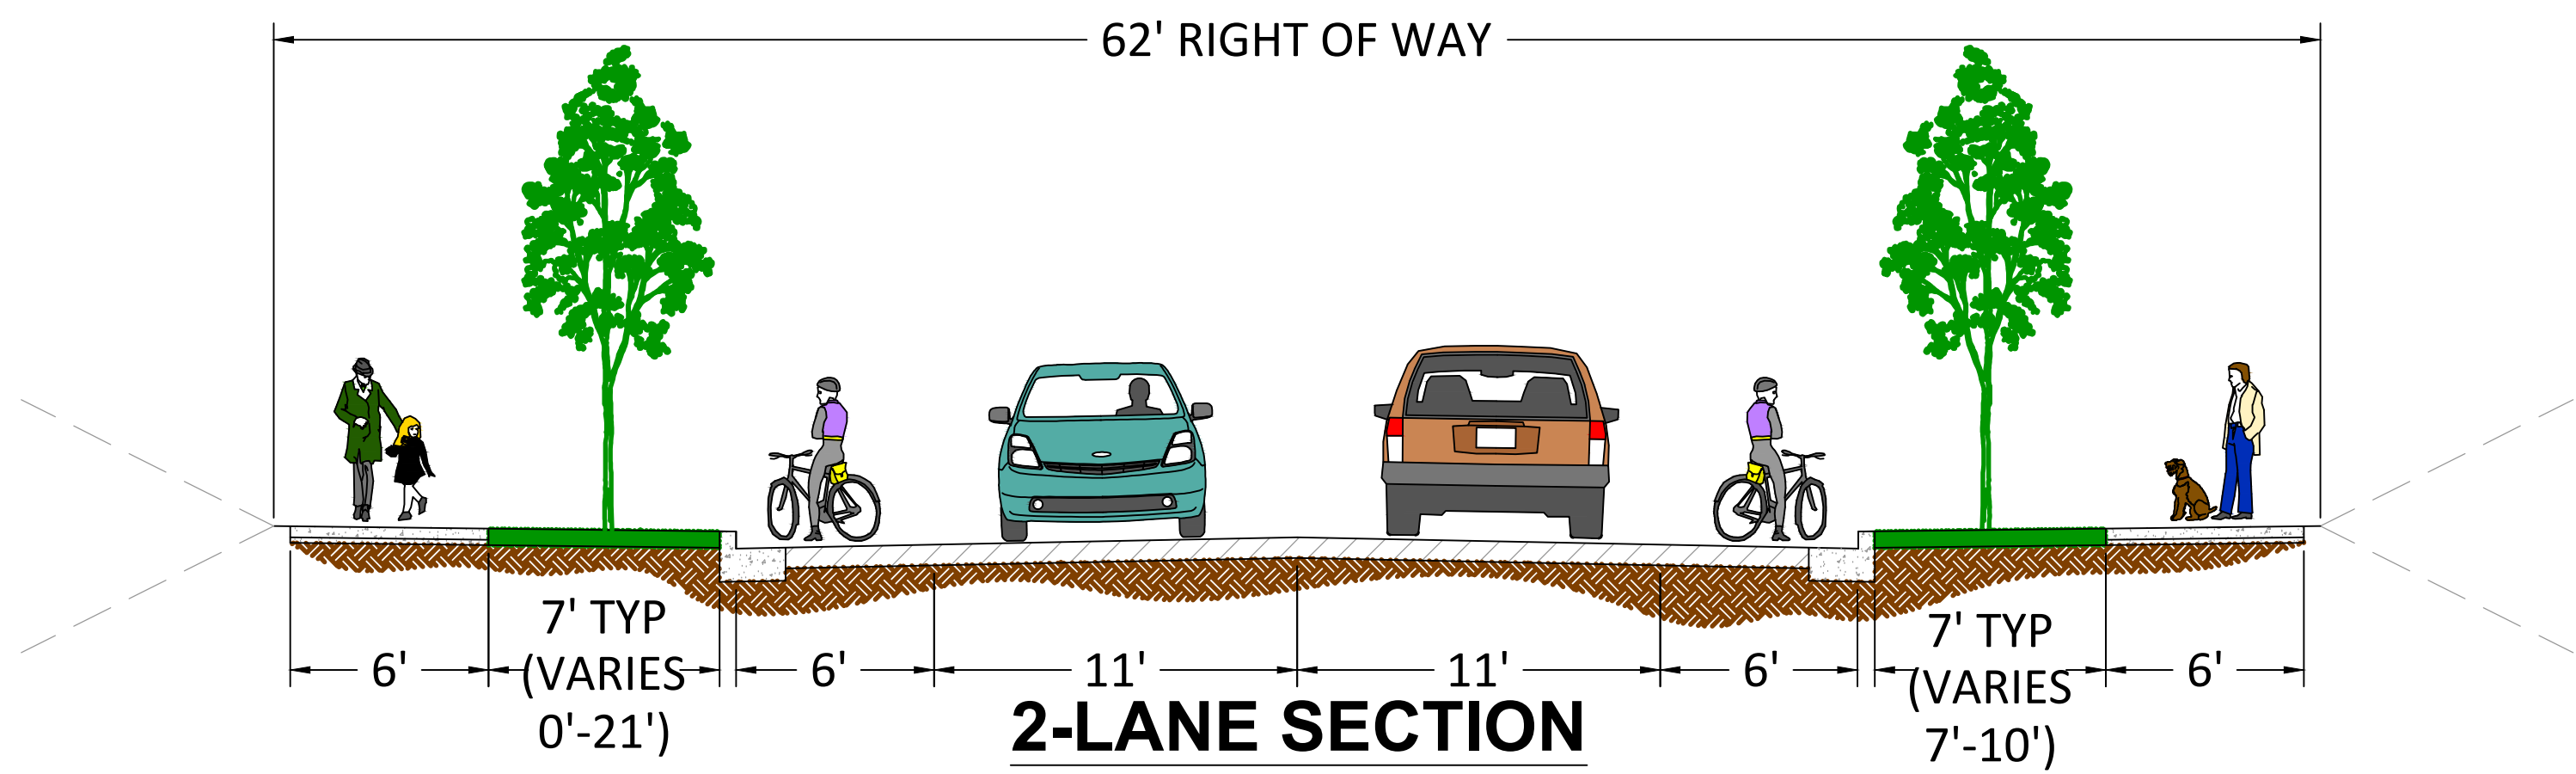 62' RIGHT OF WAY
6'
7' TYP
(VARIES
0'-21')
6'
11'
11'
6'
7' TYP
(VARIES
7'-10')
6'
2-LANE SECTION